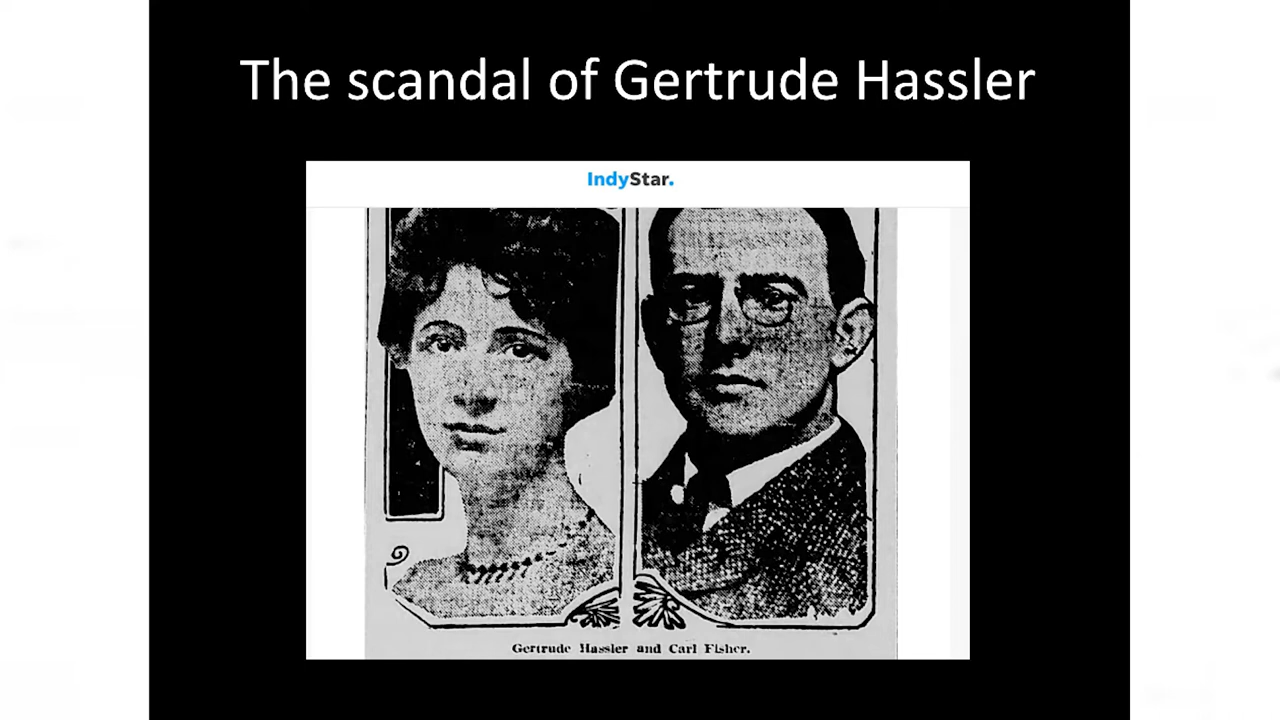 The scandal of Gertrude Hassler
IndyStar.
Gertrude Hassler and Carl Fisher.